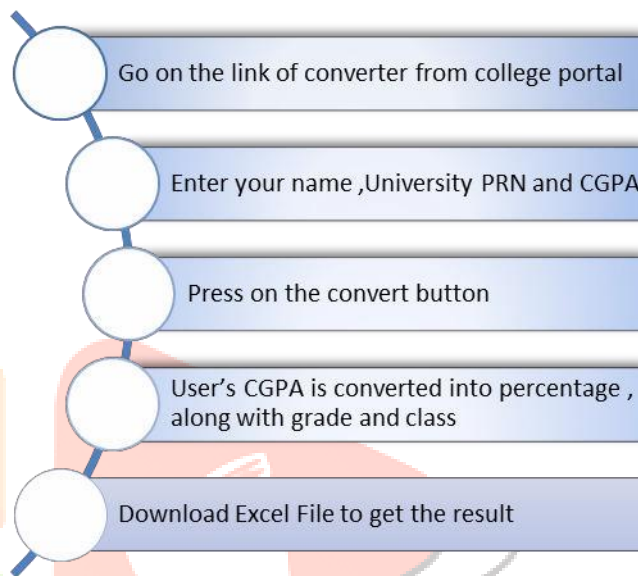 Go on the link of converter from college portal
Enter your name ,University PRN and CGPA
Press on the convert button
User's CGPA is converted into percentage ,
along with grade and class
Download Excel File to get the result